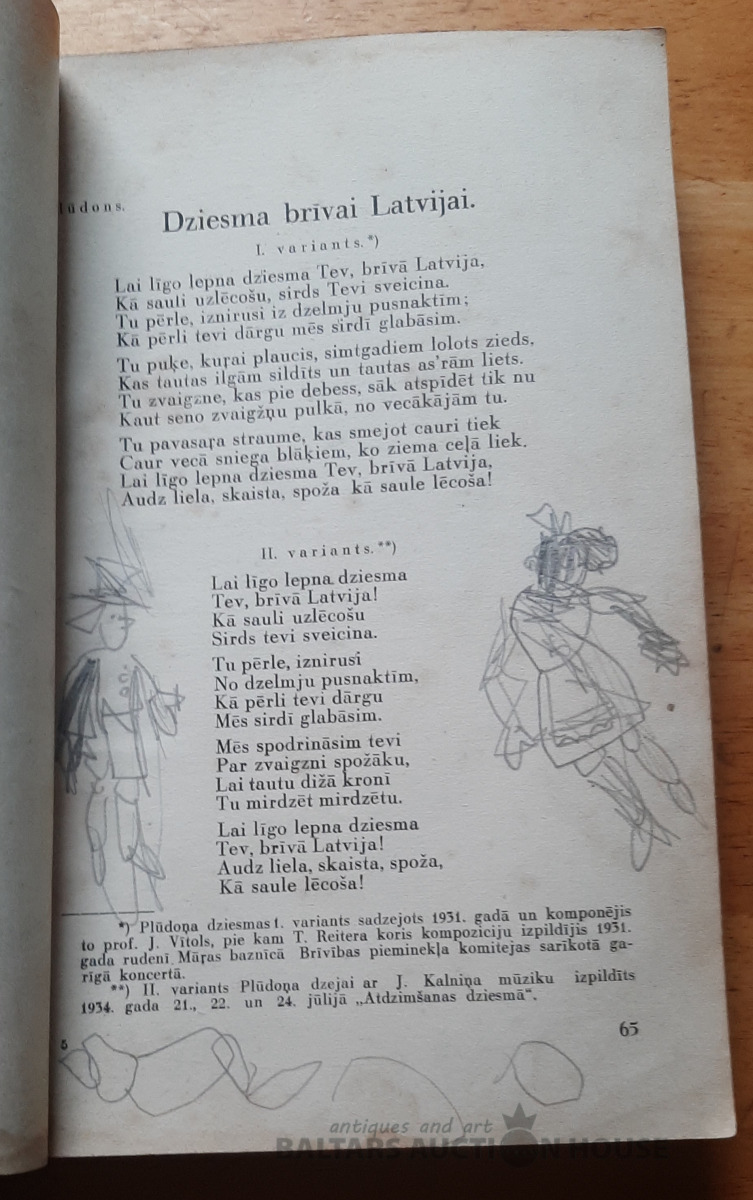 lūdons.
Dziesma brīvai Latvijai.
I. variants.*)
Lai līgo lepna dziesma Tev, brīvā Latvija,
Kā sauli uzlēcošu, sirds Tevi sveicina.
Tu pērle, iznirusi iz dzelmju pusnaktīm;
Kā pērli tevi dārgu mēs sirdī glabāsim.
Tu puķe, kuŗai plaucis, simtgadiem lolots zieds,
Kas tautas ilgām sildīts un tautas as'rām liets.
Tu zvaigzne, kas pie debess, sāk atspīdēt tik nu
Kaut seno zvaigžņu pulkā, no vecākājām tu.
Tu pavasaŗa straume, kas smejot cauri tiek
Caur vecā sniega blāķiem, ko ziema ceļā liek.
Lai līgo lepna dziesma Tev, brīvā Latvija,
Audz liela, skaista, spoža kā saule lēcoša!
II. variants.**)
Lai līgo lepna dziesma
Tev, brīvā Latvija!
Kā sauli uzlēcošu
Sirds tevi sveicina.
Tu pērle, iznirusi
No dzelmju pusnaktīm,
Kā pērli tevi dārgu
Mēs sirdī glabāsim.
Mēs spodrināsim tevi
Par zvaigzni spožāku,
Lai tautu dižā kronī
Tu mirdzēt mirdzētu.
Lai līgo lepna dziesma
Tev, brīvā Latvija!
Audz liela, skaista, spoža,
Kā saule lēcoša!
*) Plūdoņa dziesmas 1. variants sadzejots 1931. gadā un komponējis
to prof. J. Vītols, pie kam T. Reitera koris kompoziciju izpildījis 1931.
gada rudenī Māŗas baznīcā Brīvības pieminekļa komitejas sarīkotā ga-
rīgā koncertā.
**) II. variants Plūdoņa dzejai ar J. Kalniņa mūziku izpildīts
1934. gada 21., 22. un 24. jūlijā „Atdzimšanas dziesmā“.
5
65
antiques and art
BALTARS AUCTION HOUSE